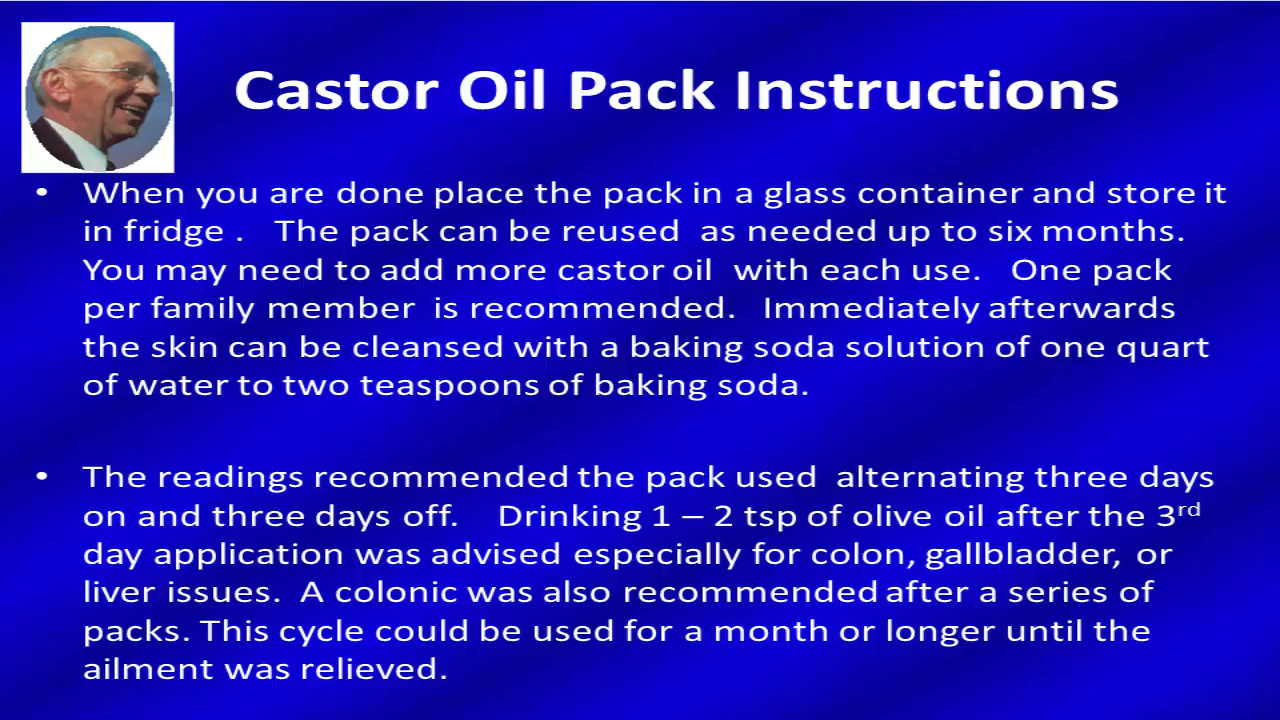 Castor Oil Pack Instructions
• When you are done place the pack in a glass container and store it
in fridge . The pack can be reused as needed up to six months.
You may need to add more castor oil with each use. One pack
per family member is recommended. Immediately afterwards
the skin can be cleansed with a baking soda solution of one quart
of water to two teaspoons of baking soda.
• The readings recommended the pack used alternating three days
on and three days off. Drinking 1 – 2 tsp of olive oil after the 3rd
day application was advised especially for colon, gallbladder, or
liver issues. A colonic was also recommended after a series of
packs. This cycle could be used for a month or longer until the
ailment was relieved.